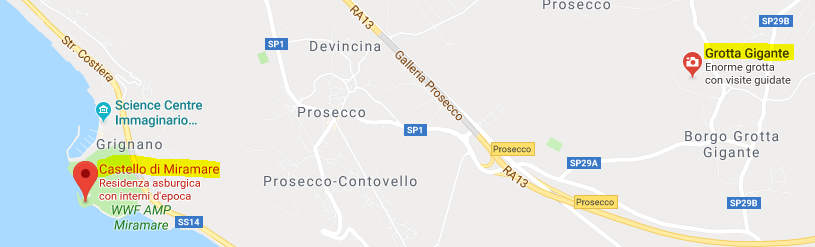 Prosecco
RA13
SP29B
Str. Costiera
SP1
Devincina
Galleria Prosecco
Grotta Gigante
Enorme grotta
con visite guidate
Science Centre
Immaginario...
Prosecco
SP1
Grignano
Prosecco
Borgo Grotta
Gigante
SP29A
Castello di Miramare
Residenza asburgica
con interni d'epoca
Prosecco-Contovello
RA13
Prosecco
SP29B
WWF AMP
Miramare
SS14